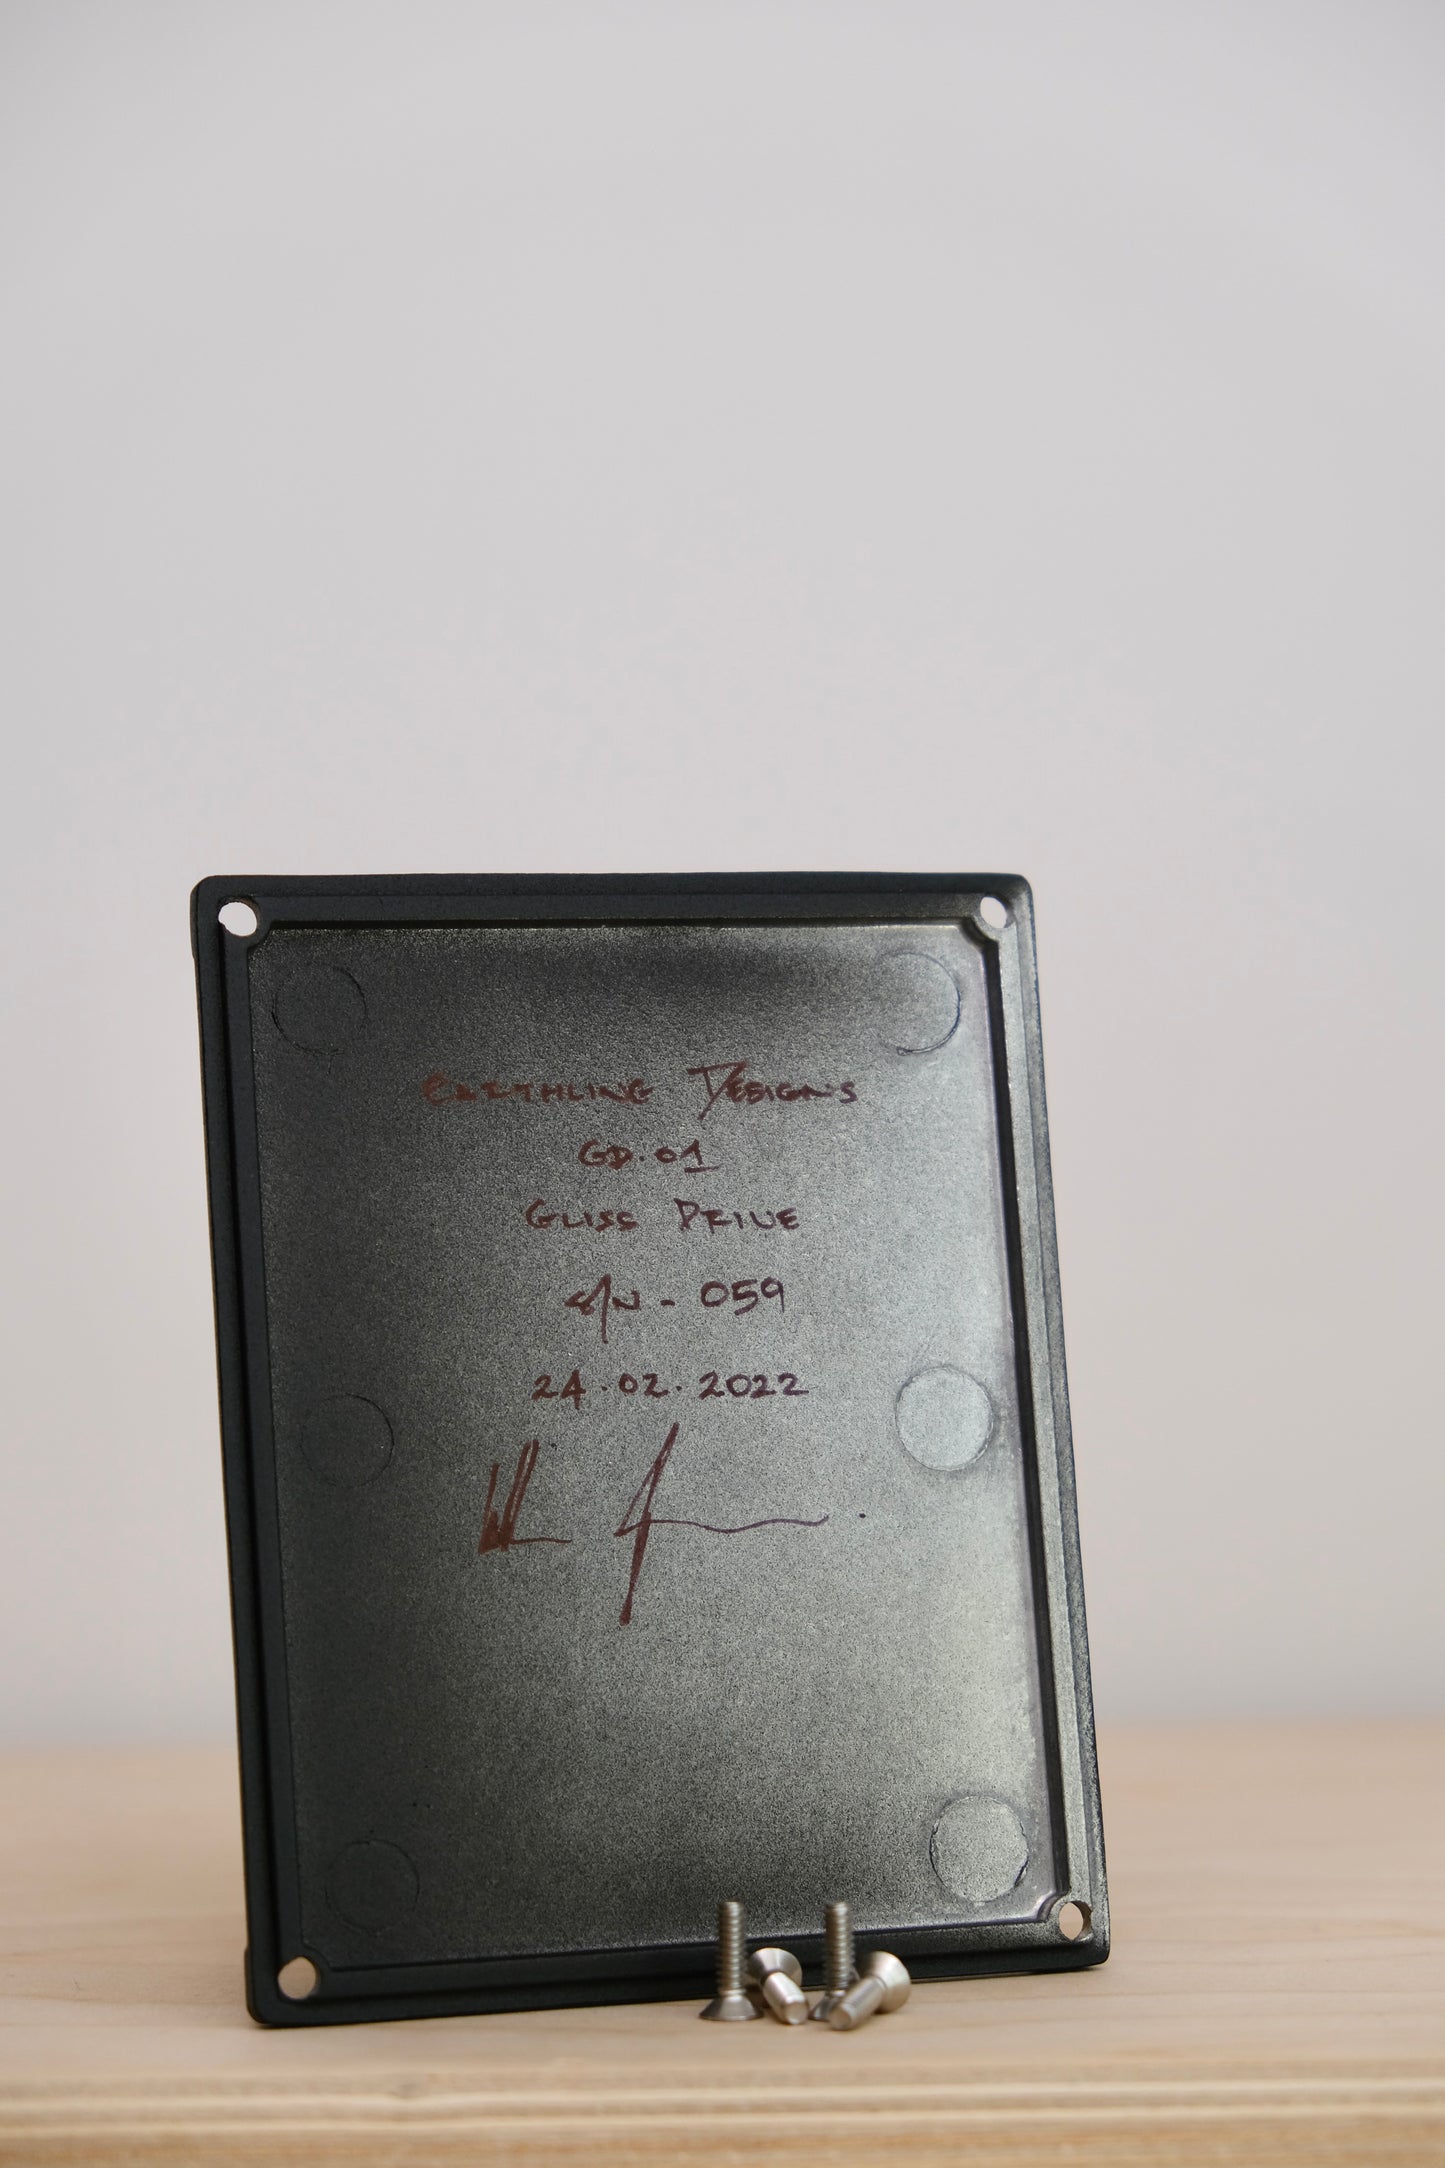 EARTHLING DESIGNS
GD.01
GLISS DRIVE
S/N - 059
24.02.2022